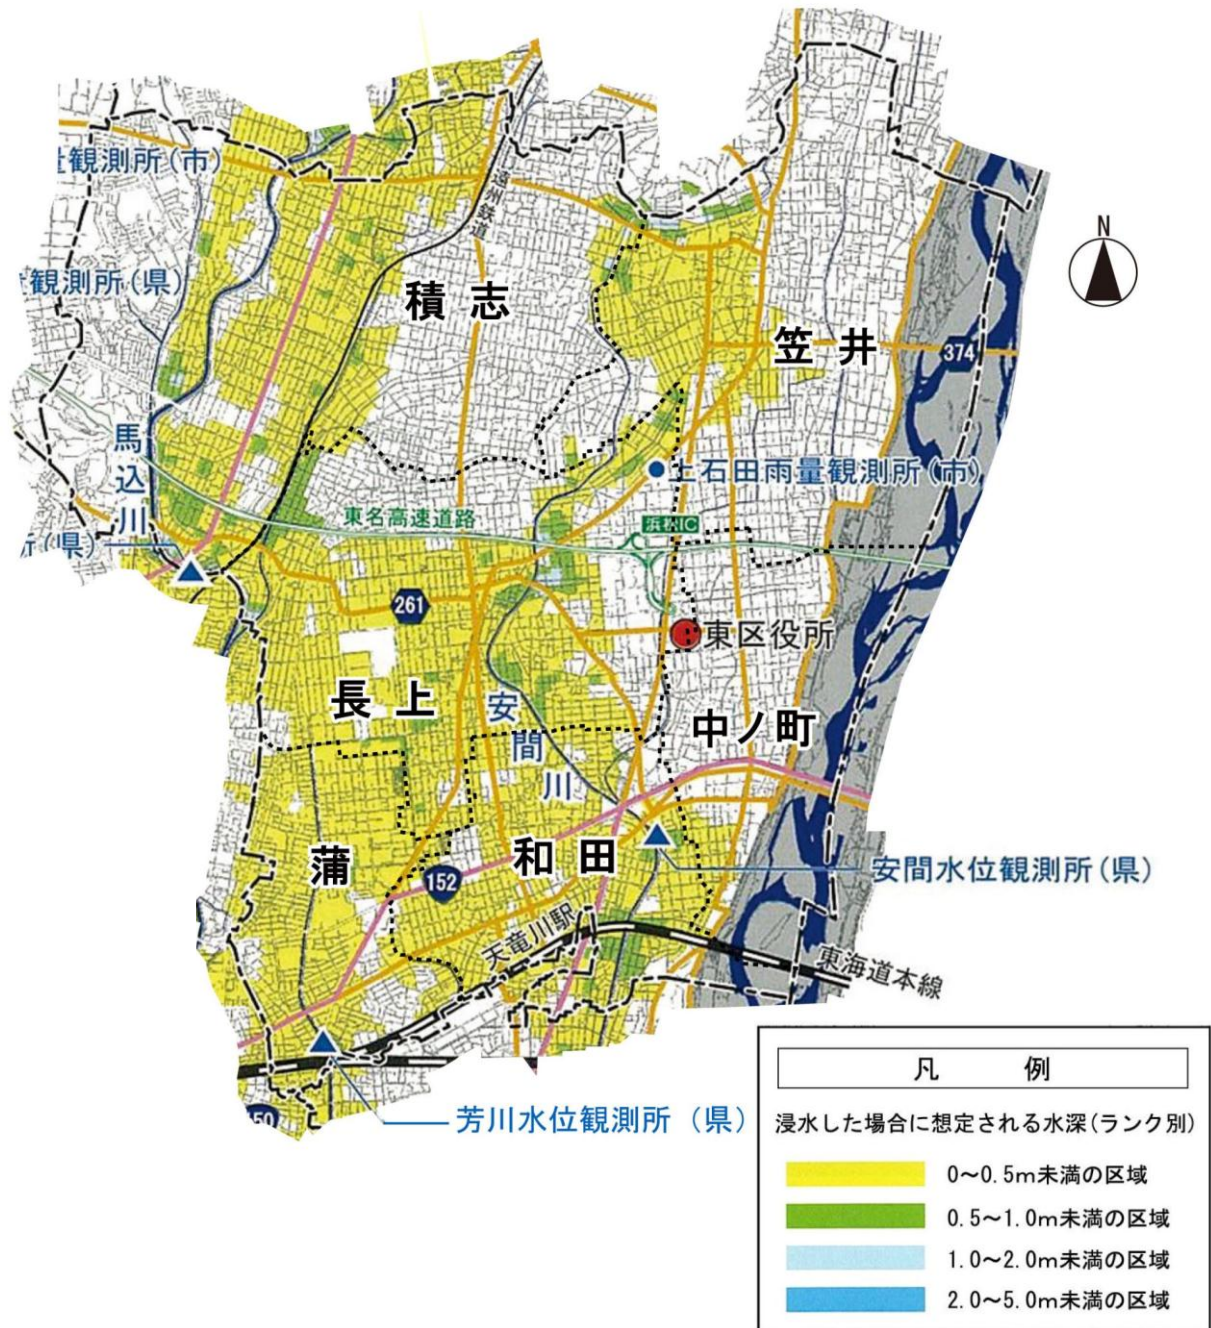 量観測所(市)
N
遠州鉄道
観測所(県)
積志
笠井
374
馬込川
上石田雨量観測所(市)
浜松IC
東名高速道路
所(県)
261
東区役所
長上
安間川
中ノ町
和田
蒲
152
安間水位観測所(県)
天竜川駅
東海道本線
芳川水位観測所（県）
150
凡例
浸水した場合に想定される水深(ランク別)
0～0.5m未満の区域
0.5～1.0m未満の区域
1.0～2.0m未満の区域
2.0～5.0m未満の区域